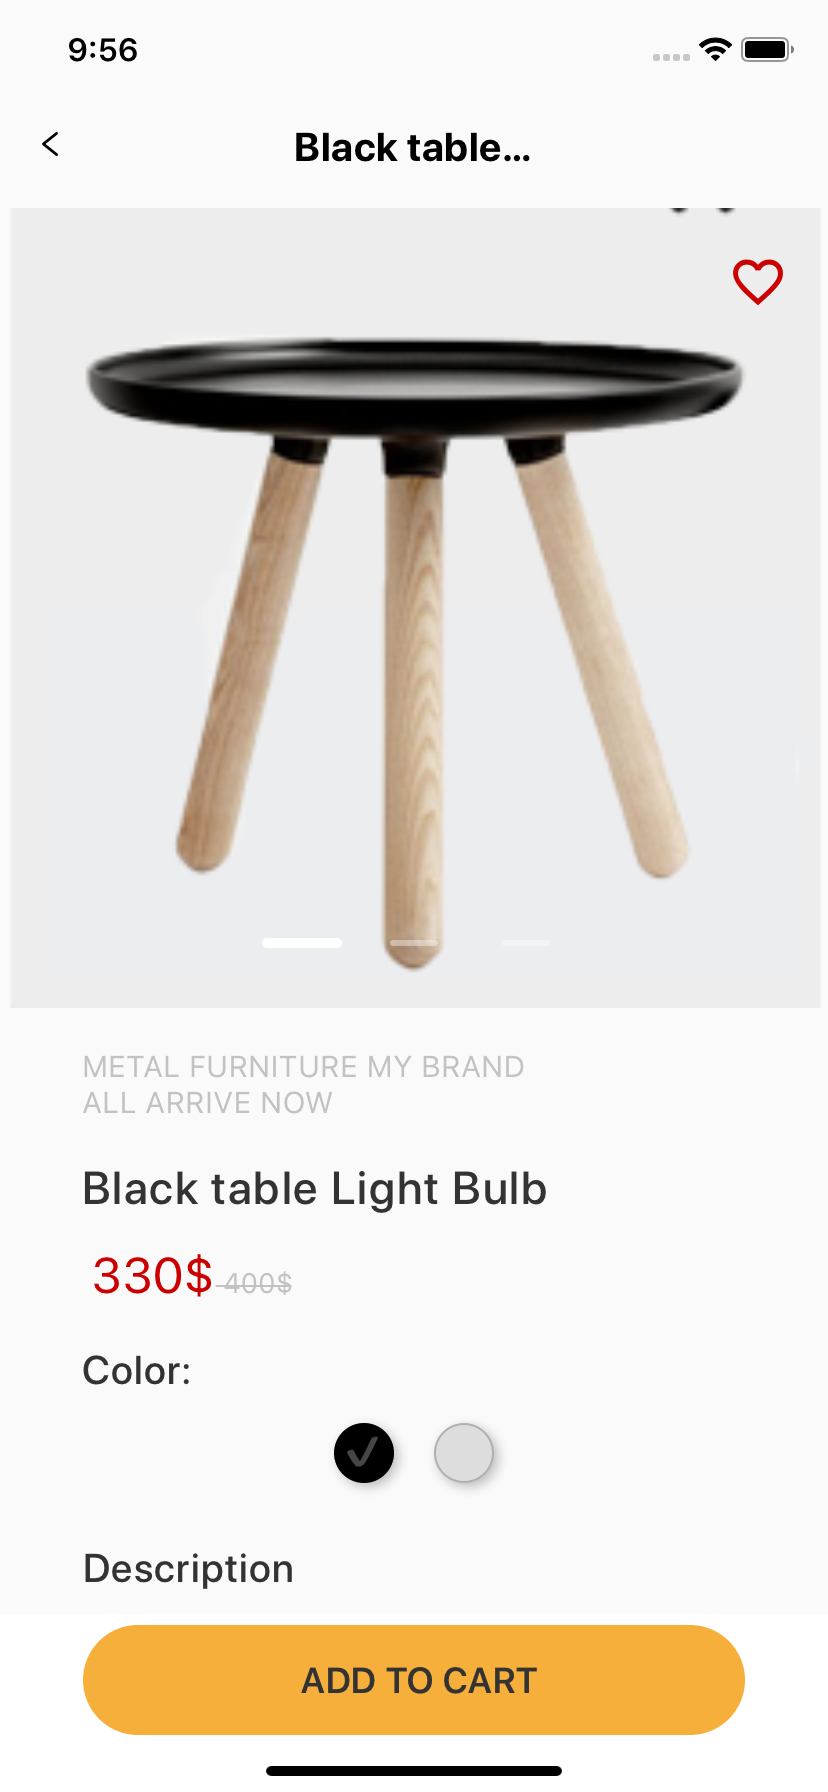 9:56
Black table...
METAL FURNITURE MY BRAND
ALL ARRIVE NOW
Black table Light Bulb
330$ 400$
Color:
Description
ADD TO CART